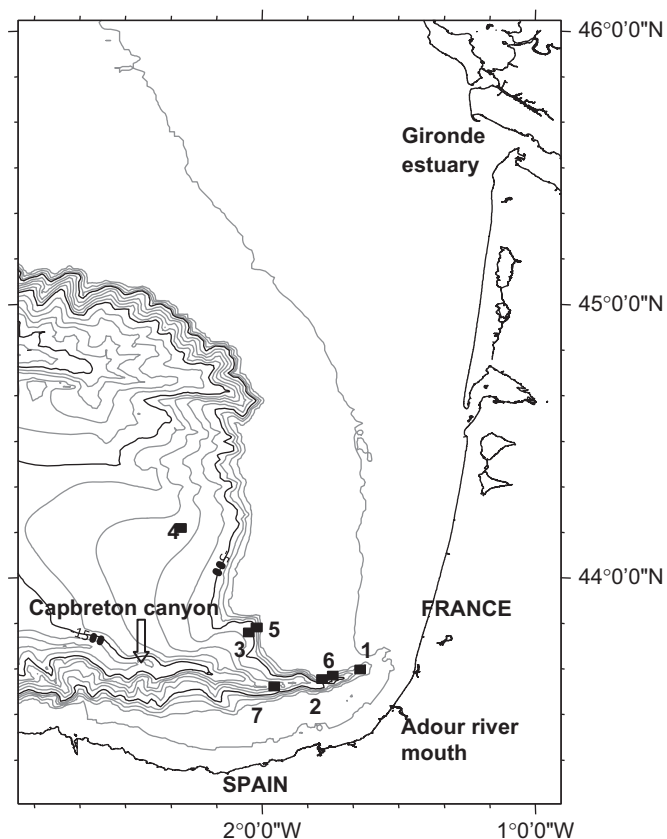 46°0'0"N
Gironde
estuary
45°0'0"N
4
44°0'0"N
Capbreton canyon
FRANCE
5
3
6
1
7
2
Adour river
mouth
SPAIN
2°0'0"W
1°0'0"W